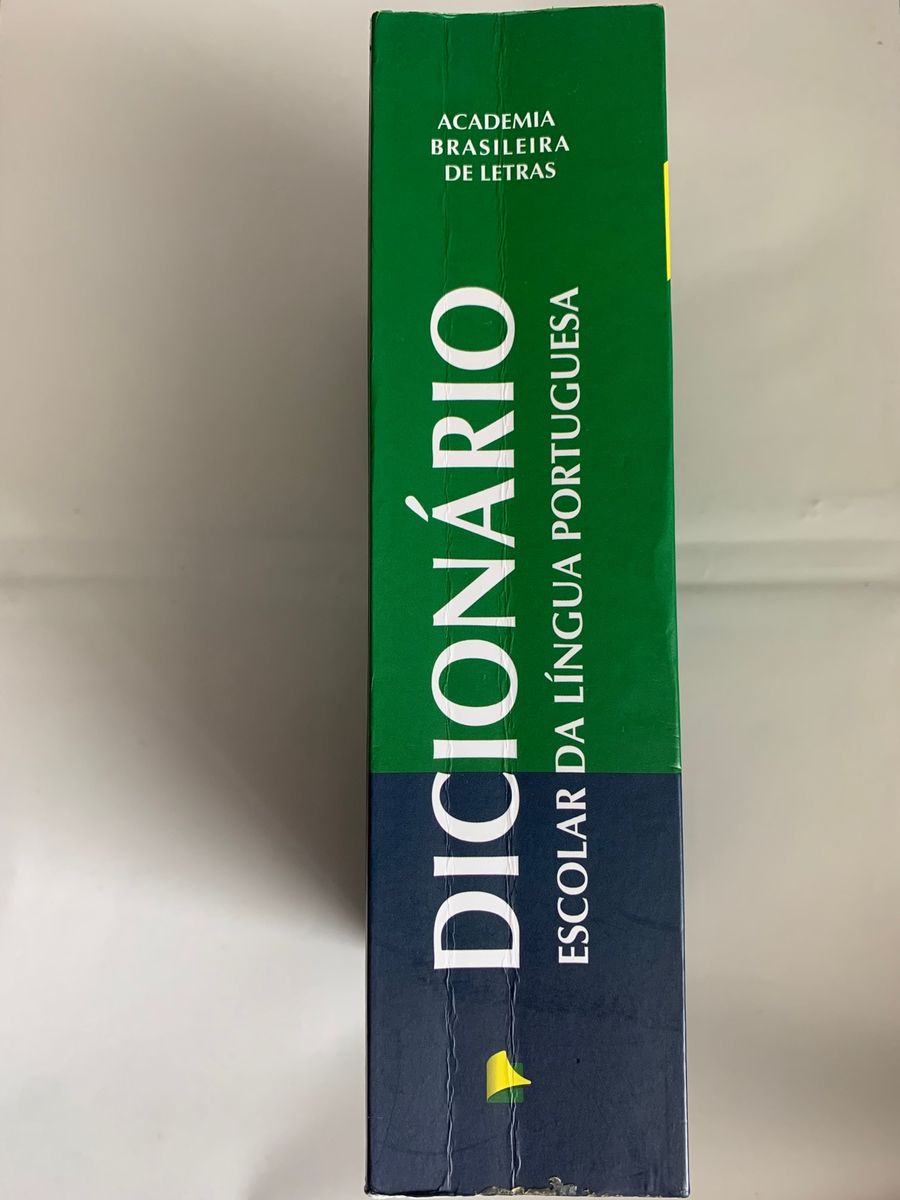 ACADEMIA
BRASILEIRA
DE LETRAS
DICIONÁRIO
ESCOLAR DA LÍNGUA PORTUGUESA